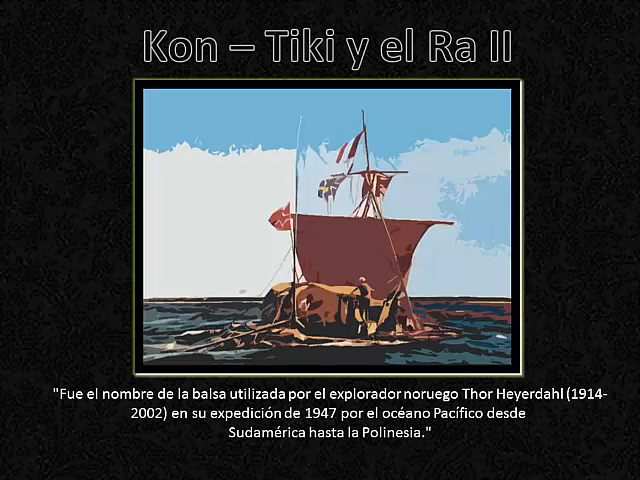 Kon – Tiki y el Ra II
"Fue el nombre de la balsa utilizada por el explorador noruego Thor Heyerdahl (1914-
2002) en su expedición de 1947 por el océano Pacífico desde
Sudamérica hasta la Polinesia."